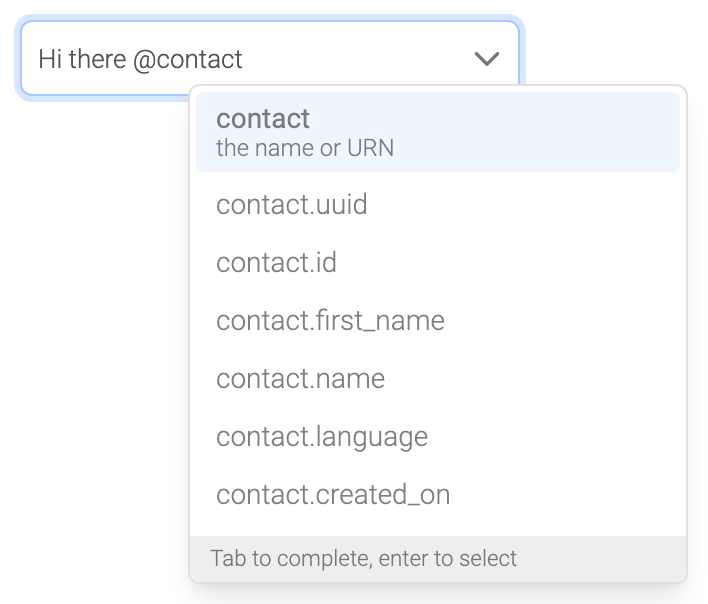 Hi there @contact
contact
the name or URN
contact.uuid
contact.id
contact.first_name
contact.name
contact.language
contact.created_on
Tab to complete, enter to select